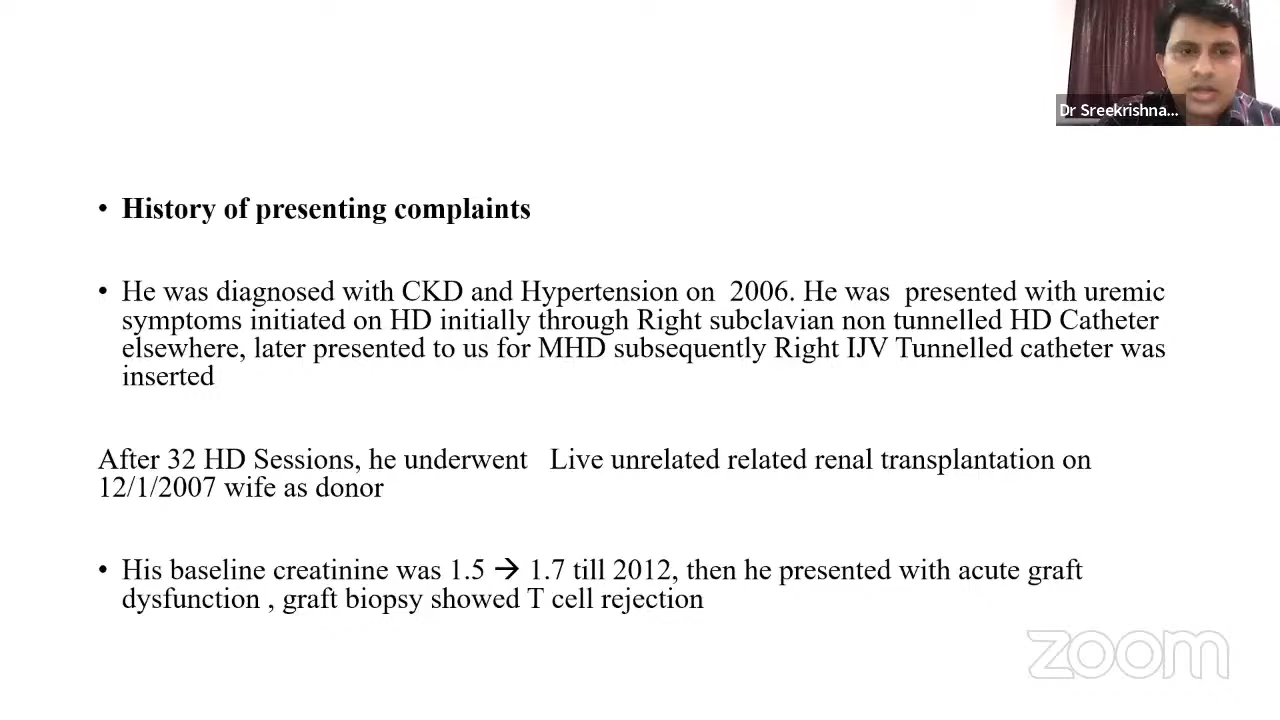 Dr Sreekrishna...
• History of presenting complaints
• He was diagnosed with CKD and Hypertension on 2006. He was presented with uremic
symptoms initiated on HD initially through Right subclavian non tunnelled HD Catheter
elsewhere, later presented to us for MHD subsequently Right IJV Tunnelled catheter was
inserted
After 32 HD Sessions, he underwent Live unrelated related renal transplantation on
12/1/2007 wife as donor
• His baseline creatinine was 1.5 → 1.7 till 2012, then he presented with acute graft
dysfunction , graft biopsy showed T cell rejection
zoom